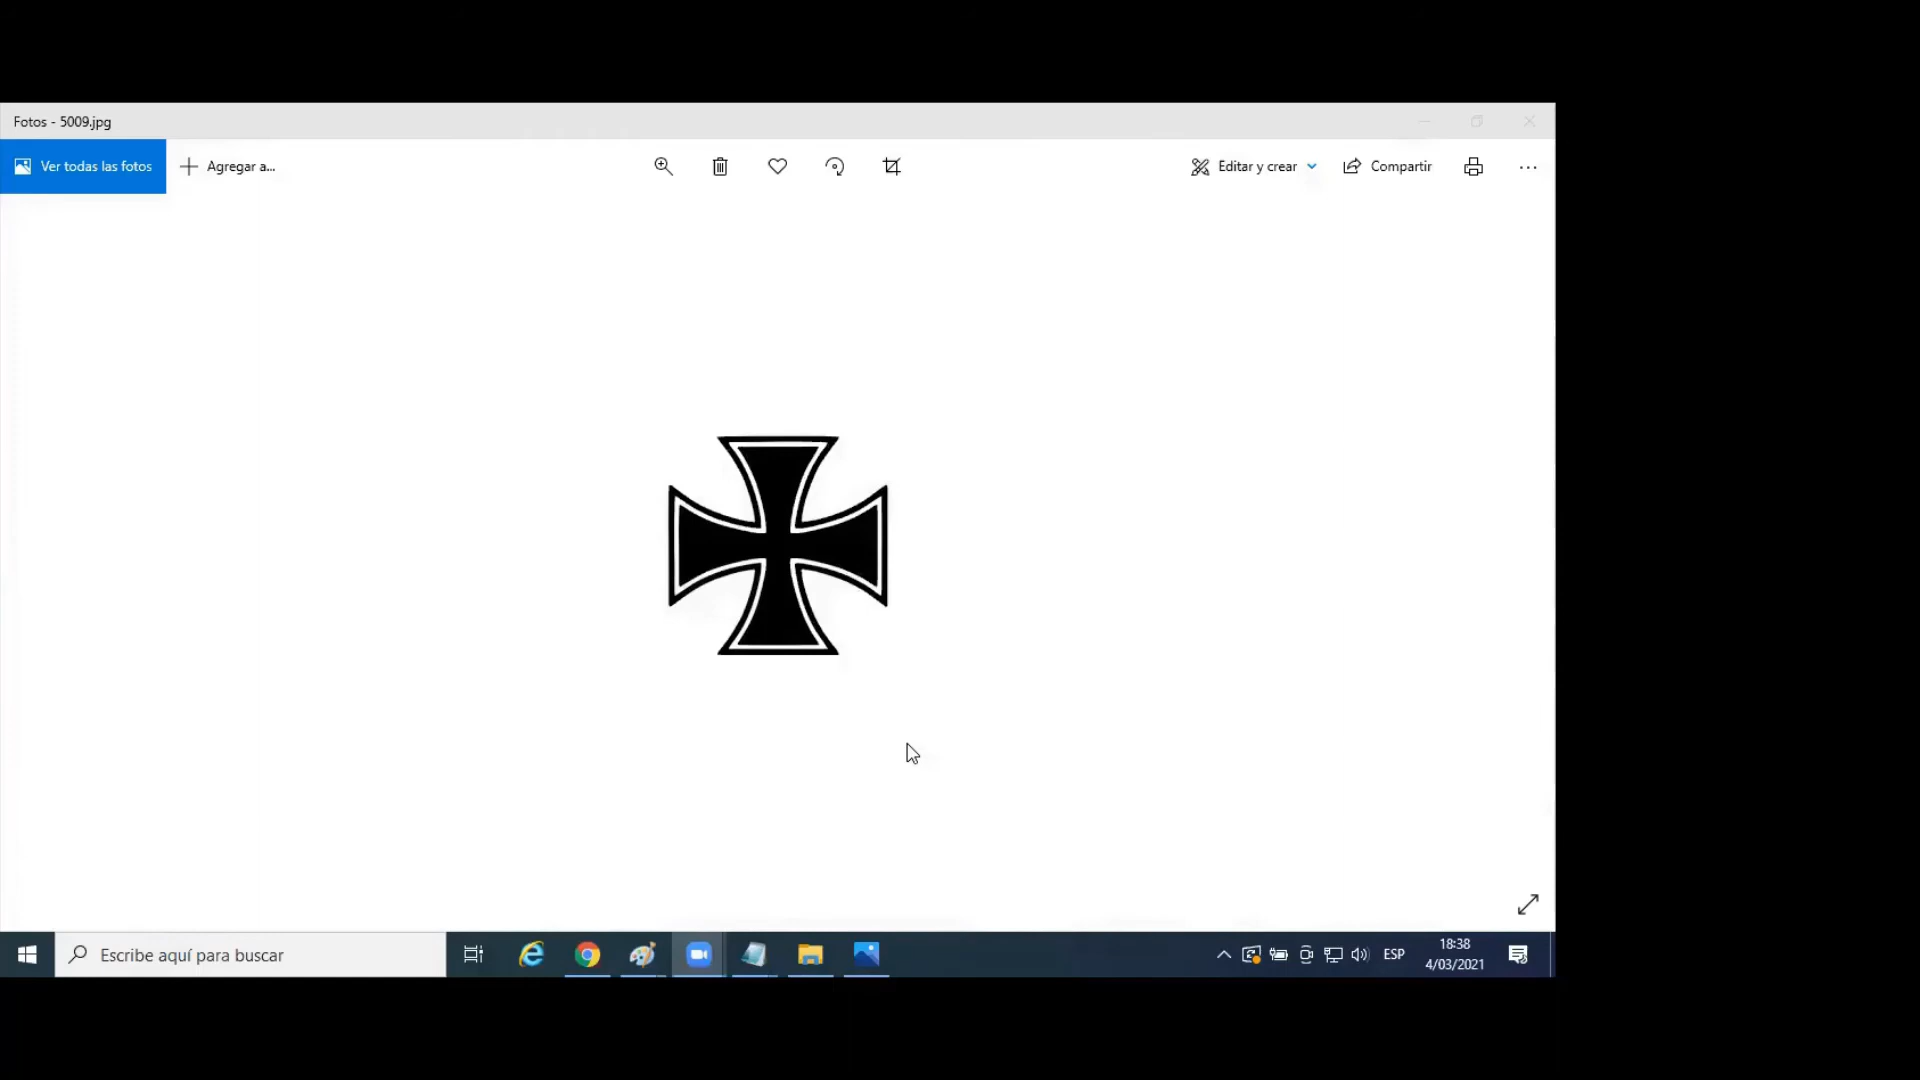 Fotos - 5009.jpg
Ver todas las fotos
Agregar a...
Editar y crear
Compartir
Escribe aquí para buscar
ESP
18:38
4/03/2021